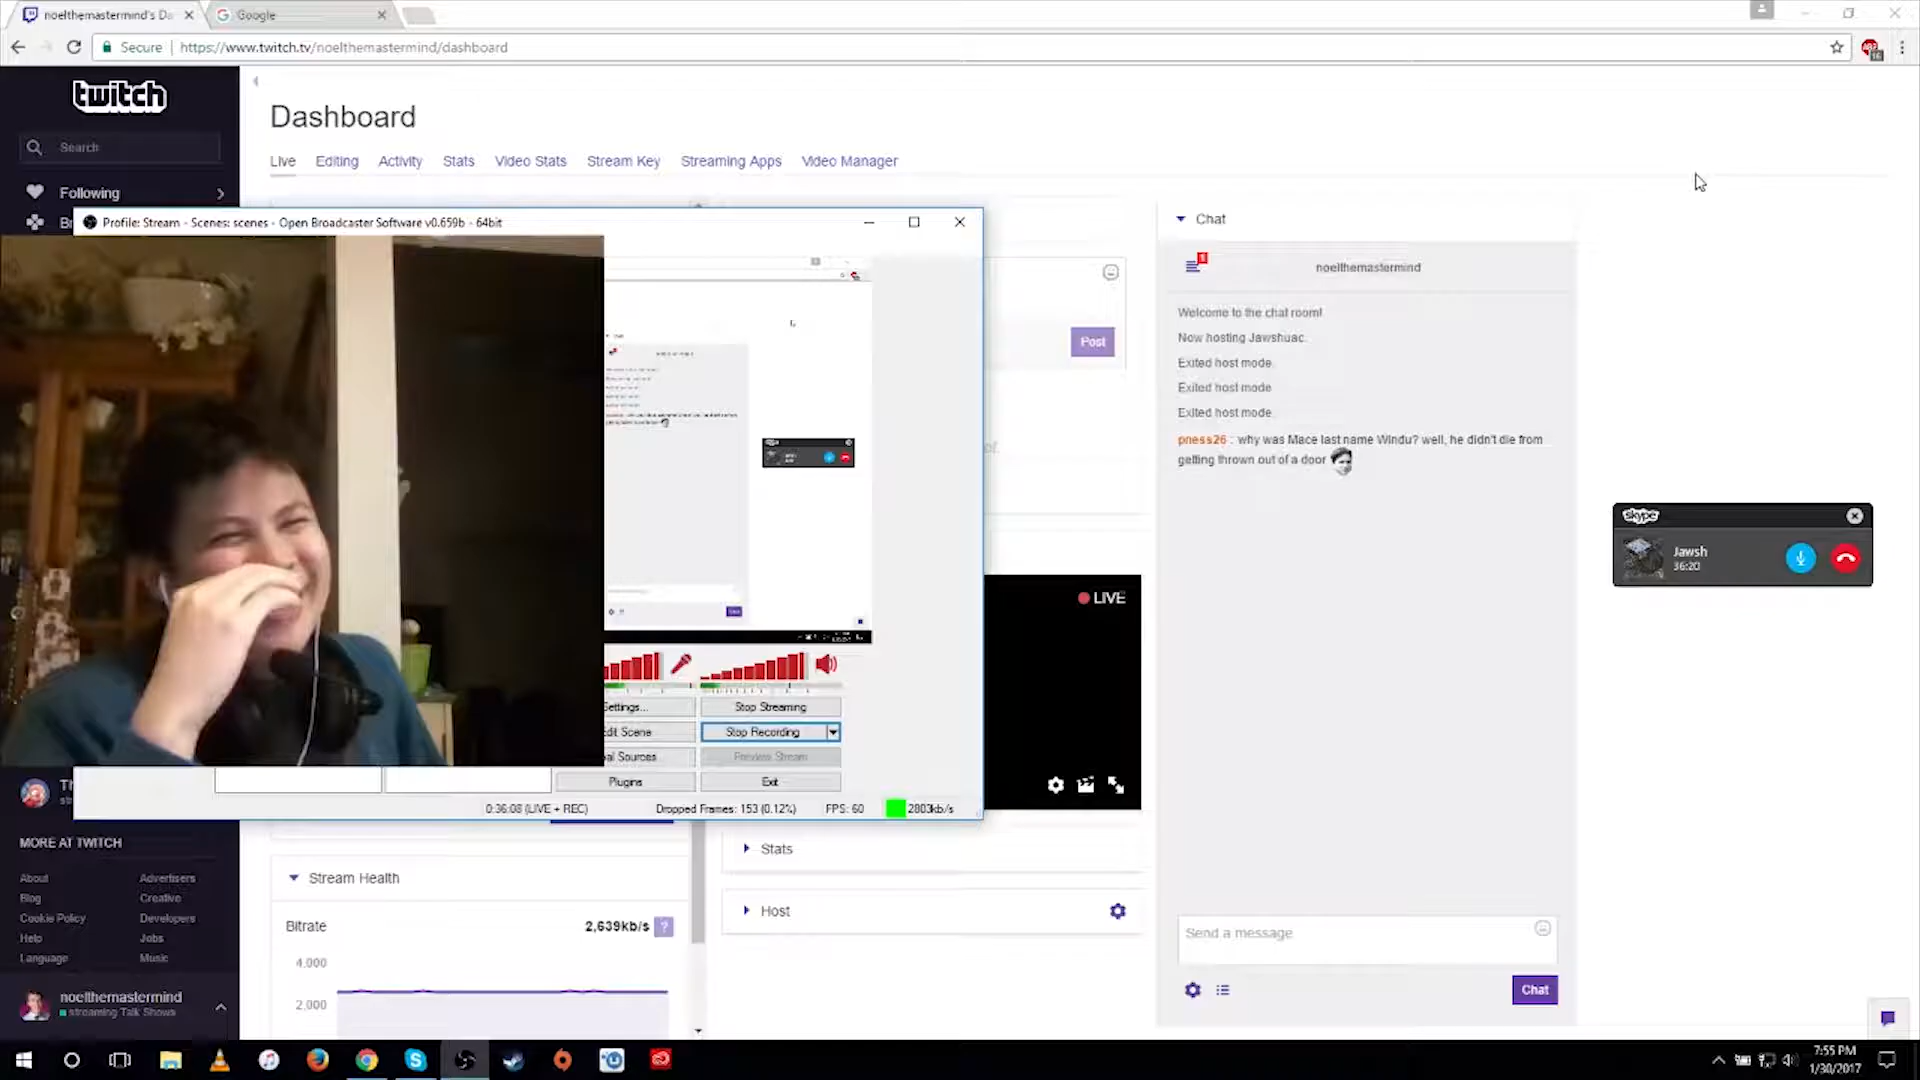 noelthemastermind's Da
Google
Secure
https://www.twitch.tv/noelthemastermind/dashboard
twitch
Search
Following
Dashboard
Live Editing Activity Stats Video Stats Stream Key Streaming Apps Video Manager
Profile: Stream - Scenes: scenes - Open Broadcaster Software v0.659b - 64bit
Post
Settings...
Stop Streaming
Edit Scene
Stop Recording
Preview Stream
Plugins
Exit
0:36:08 (LIVE + REC)
Dropped Frames: 153 (0.12%)
FPS: 60
2803kb/s
LIVE
Stats
Host
Stream Health
Bitrate
2,639kb/s ?
4,000
2,000
Chat
1
noelthemastermind
Welcome to the chat room!
Now hosting Jawshuac.
Exited host mode.
Exited host mode
Exited host mode.
pness26 : why was Mace last name Windu? well, he didn't die from
getting thrown out of a door
Send a message
Chat
skype
Jawsh
36:20
MORE AT TWITCH
About
Advertisers
Blog
Creative
Cookie Policy
Developers
Help
Jobs
Language
Music
noelthemastermind
streaming Talk Shows
7:55 PM
1/30/2017